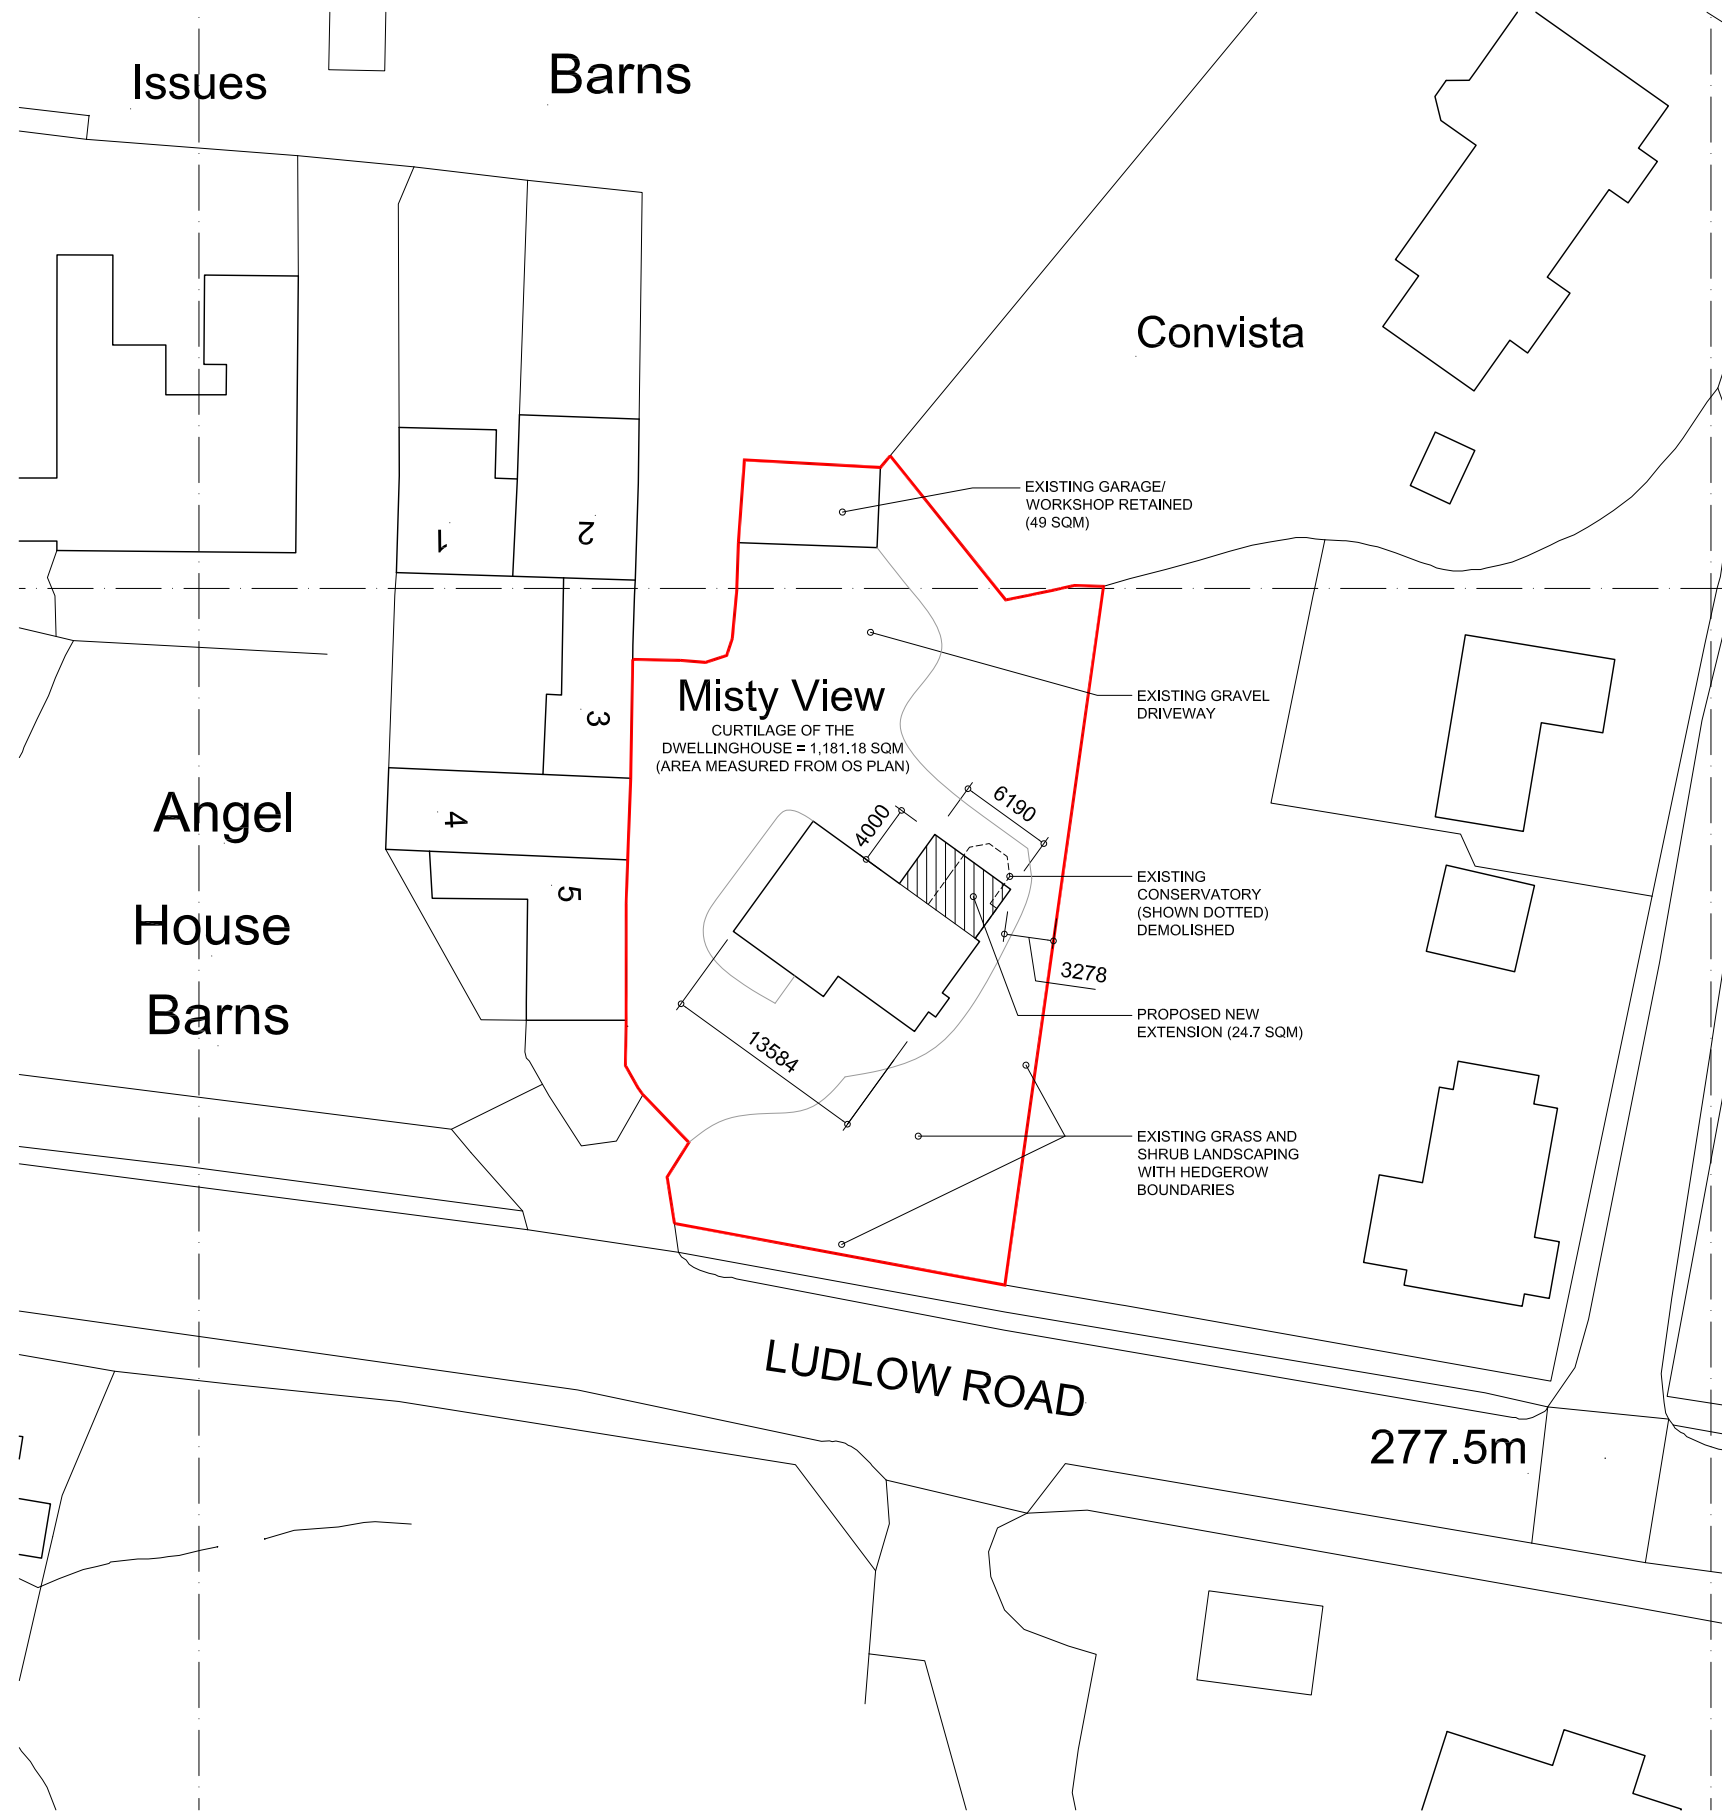 Issues
Barns
Convista
1
2
EXISTING GARAGE/
WORKSHOP RETAINED
(49 SQM)
3
Misty View
CURTILAGE OF THE
DWELLINGHOUSE = 1,181.18 SQM
(AREA MEASURED FROM OS PLAN)
EXISTING GRAVEL
DRIVEWAY
Angel
House
Barns
4
5
4000
6190
EXISTING
CONSERVATORY
(SHOWN DOTTED)
DEMOLISHED
3278
PROPOSED NEW
EXTENSION (24.7 SQM)
13584
EXISTING GRASS AND
SHRUB LANDSCAPING
WITH HEDGEROW
BOUNDARIES
LUDLOW ROAD
277.5m